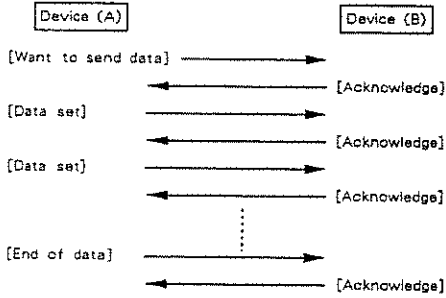 Device (A)
Device (B)
[Want to send data]
[Acknowledge]
[Data set]
[Acknowledge]
[Data set]
[Acknowledge]
[End of data]
[Acknowledge]